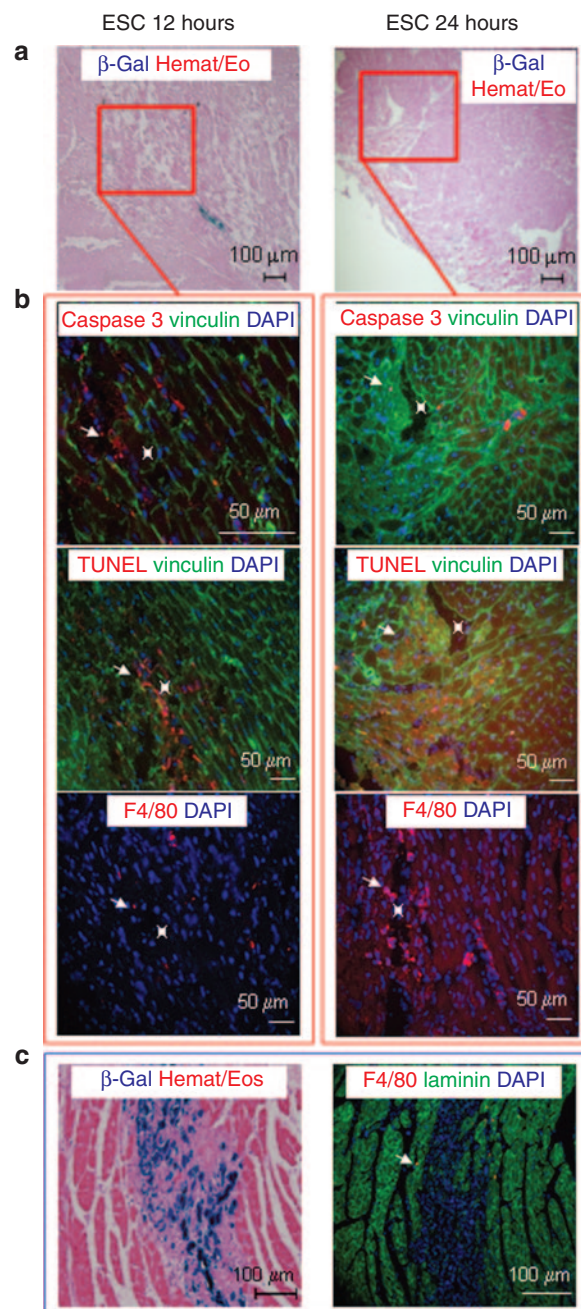 ESC 12 hours
ESC 24 hours
a
β-Gal Hemat/Eo
100 μm
β-Gal
Hemat/Eo
100 μm
b
Caspase 3 vinculin DAPI
50 μm
Caspase 3 vinculin DAPI
50 μm
TUNEL vinculin DAPI
50 μm
TUNEL vinculin DAPI
50 μm
F4/80 DAPI
50 μm
F4/80 DAPI
50 μm
c
β-Gal Hemat/Eos
100 μm
F4/80 laminin DAPI
100 μm